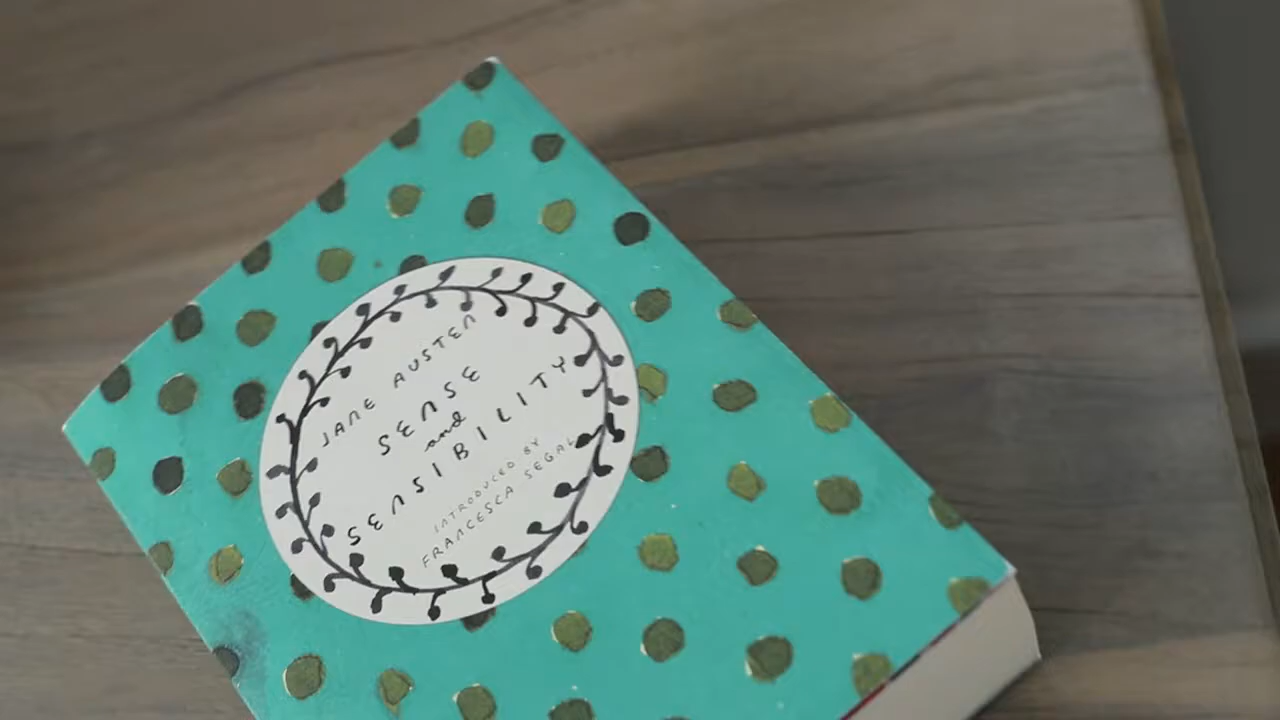 JANE AUSTEN
SENSE
and
SENSIBILITY
INTRODUCED BY
FRANCESCA SEGAL